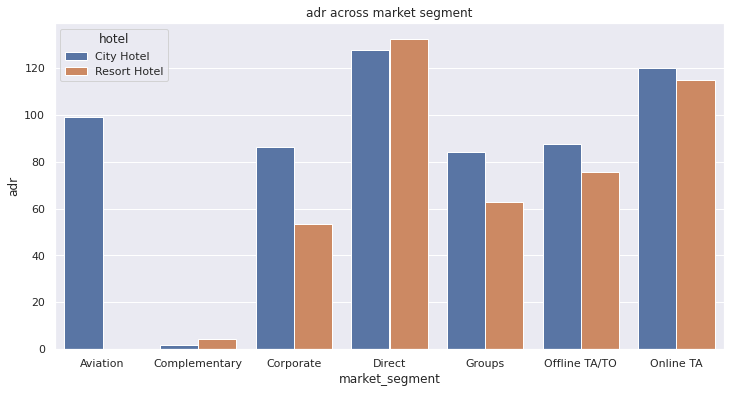 adr across market segment
hotel
City Hotel
Resort Hotel
120
100
80
60
40
20
0
adr
Aviation Complementary Corporate Direct Groups Offline TA/TO Online TA
market_segment